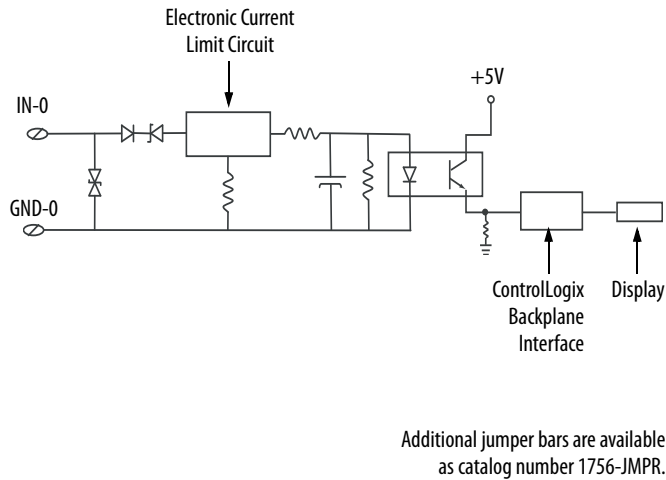 Electronic Current
Limit Circuit
+5V
IN-0
GND-0
ControlLogix
Backplane
Interface
Display
Additional jumper bars are available
as catalog number 1756-JMPR.